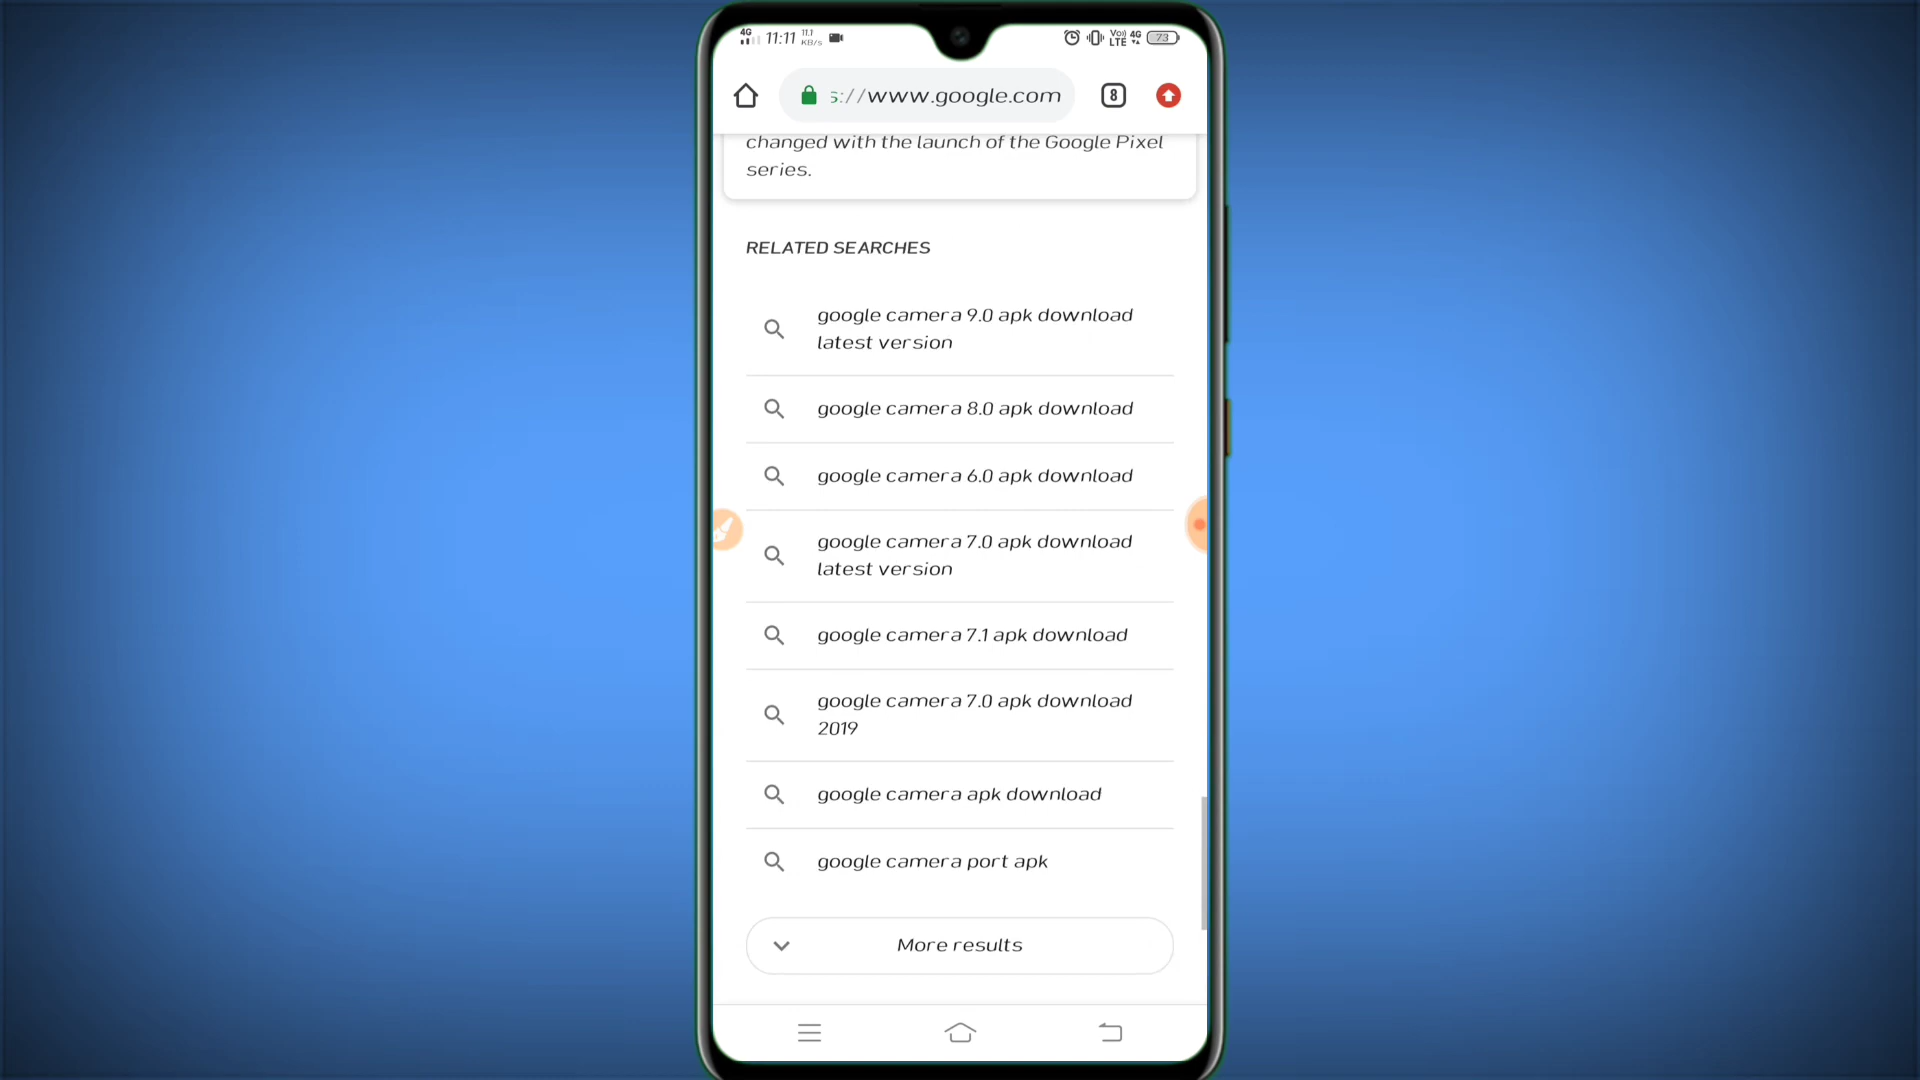 4G 11:11 11.1 KB/s Vo) LTE 4G 73
s://www.google.com 8
changed with the launch of the Google Pixel
series.
RELATED SEARCHES
google camera 9.0 apk download
latest version
google camera 8.0 apk download
google camera 6.0 apk download
google camera 7.0 apk download
latest version
google camera 7.1 apk download
google camera 7.0 apk download
2019
google camera apk download
google camera port apk
More results